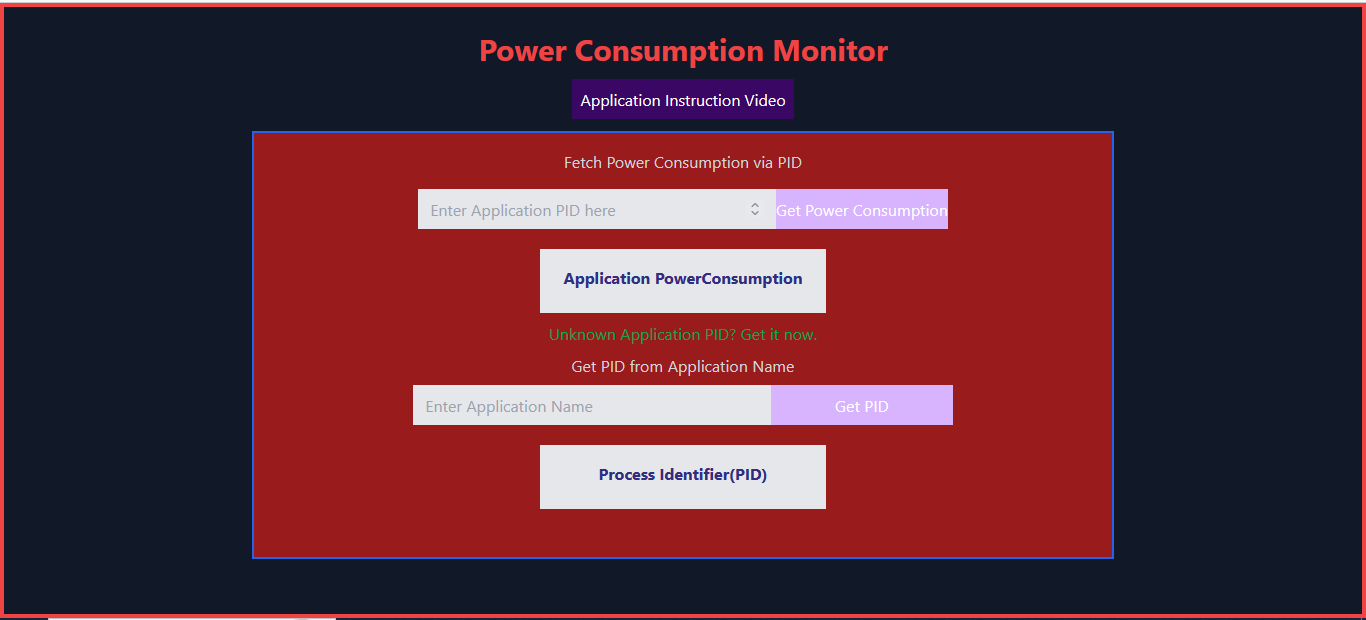 Power Consumption Monitor
Application Instruction Video
Fetch Power Consumption via PID
Enter Application PID here
Get Power Consumption
Application PowerConsumption
Unknown Application PID? Get it now.
Get PID from Application Name
Enter Application Name
Get PID
Process Identifier(PID)